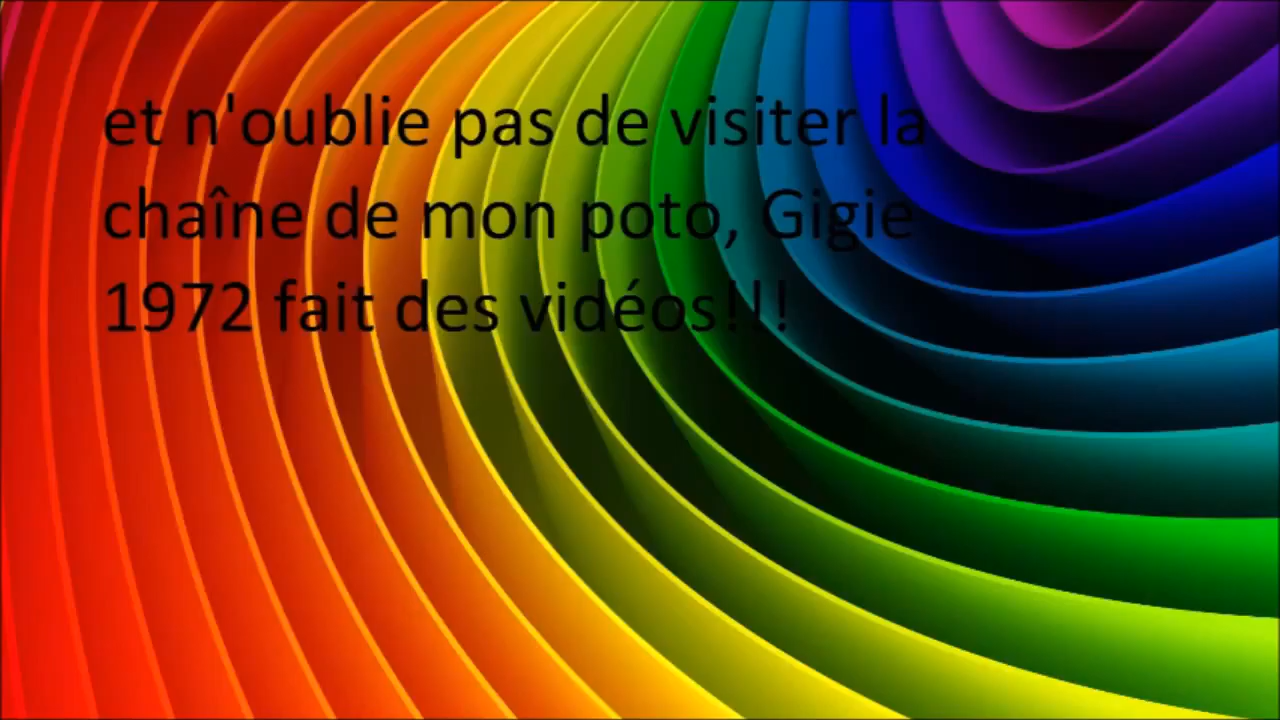 et n'oublie pas de visiter la
chaîne de mon poto, Gigie
1972 fait des vidéos!!!